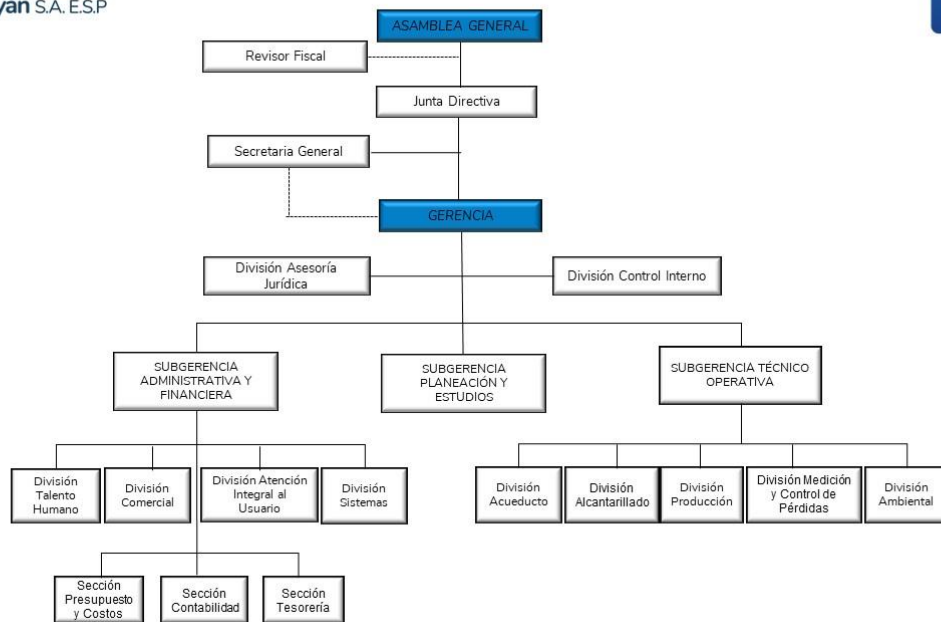 yán S.A. E.S.P
ASAMBLEA GENERAL
Revisor Fiscal
Junta Directiva
Secretaria General
GERENCIA
División Asesoría
Jurídica
División Control Interno
SUBGERENCIA
ADMINISTRATIVA Y
FINANCIERA
SUBGERENCIA
PLANEACIÓN Y
ESTUDIOS
SUBGERENCIA TÉCNICO
OPERATIVA
División
Talento
Humano
División
Comercial
División Atención
Integral al
Usuario
División
Sistemas
División
Acueducto
División
Alcantarillado
División
Producción
División Medición
y Control de
Pérdidas
División
Ambiental
Sección
Presupuesto
y Costos
Sección
Contabilidad
Sección
Tesorería